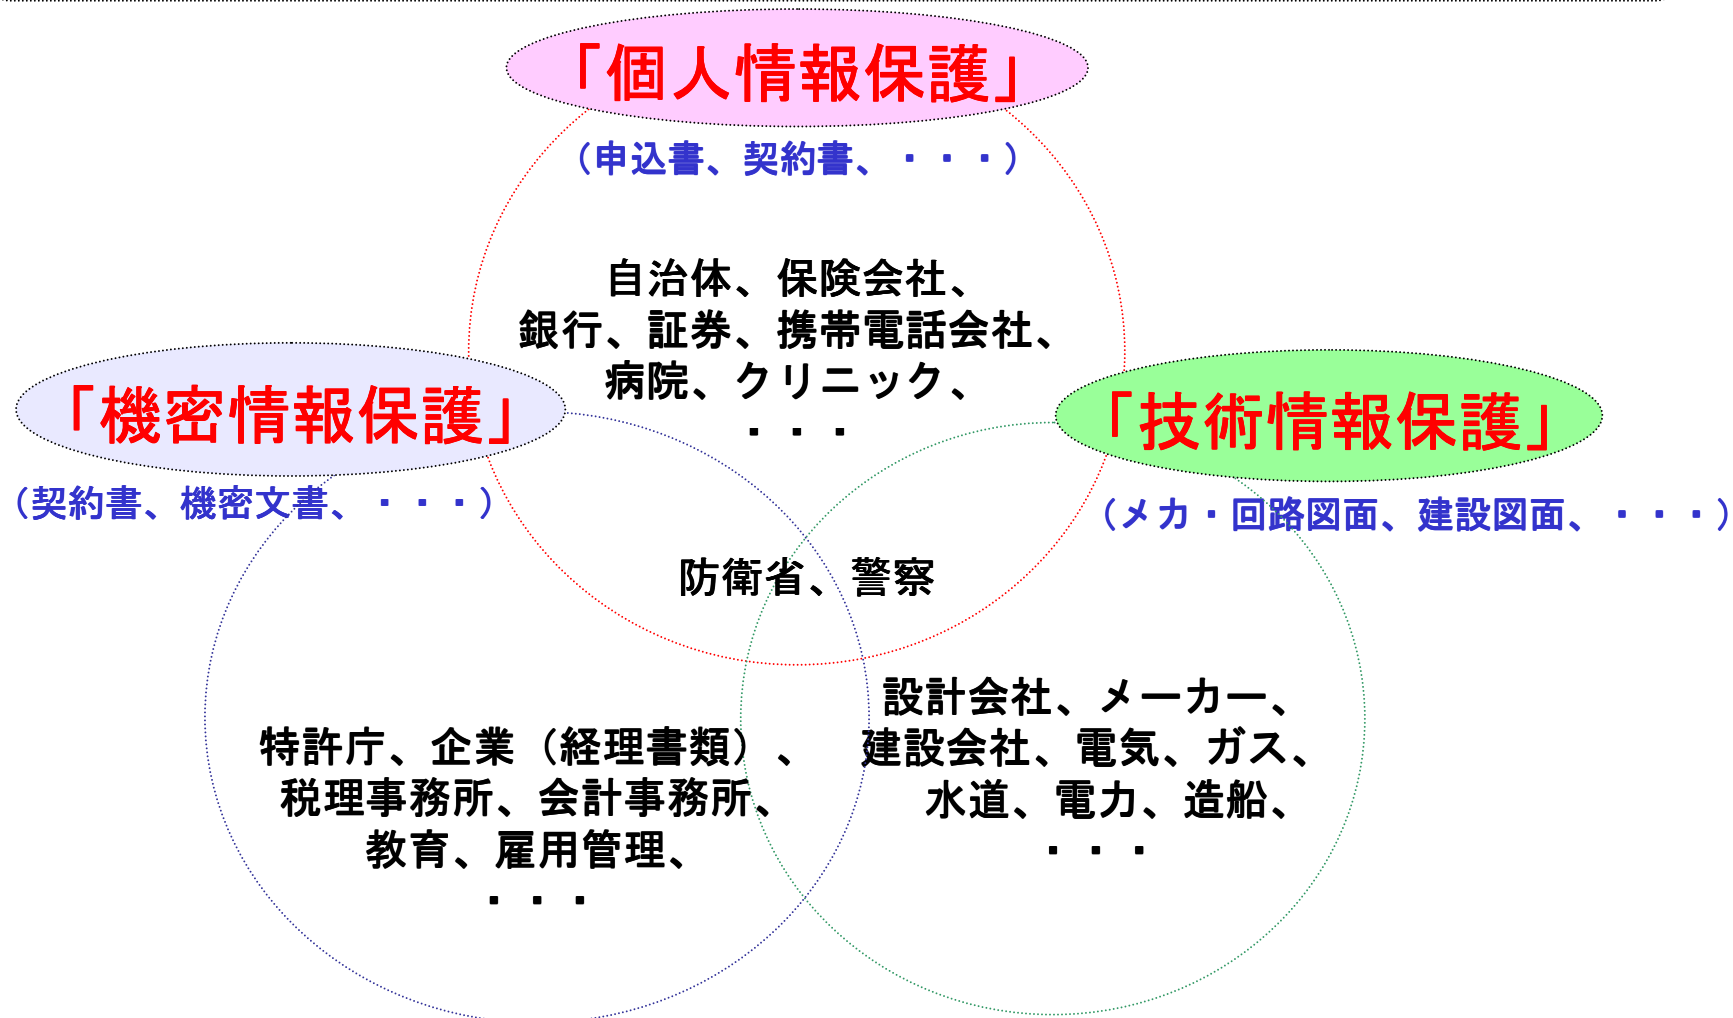 「個人情報保護」
（申込書、契約書、・・・）
自治体、保険会社、
銀行、証券、携帯電話会社、
病院、クリニック、
・・・
「機密情報保護」
（契約書、機密文書、・・・）
「技術情報保護」
（メカ・回路図面、建設図面、・・・）
防衛省、警察
特許庁、企業（経理書類）、
税理事務所、会計事務所、
教育、雇用管理、
・・・
設計会社、メーカー、
建設会社、電気、ガス、
水道、電力、造船、
・・・